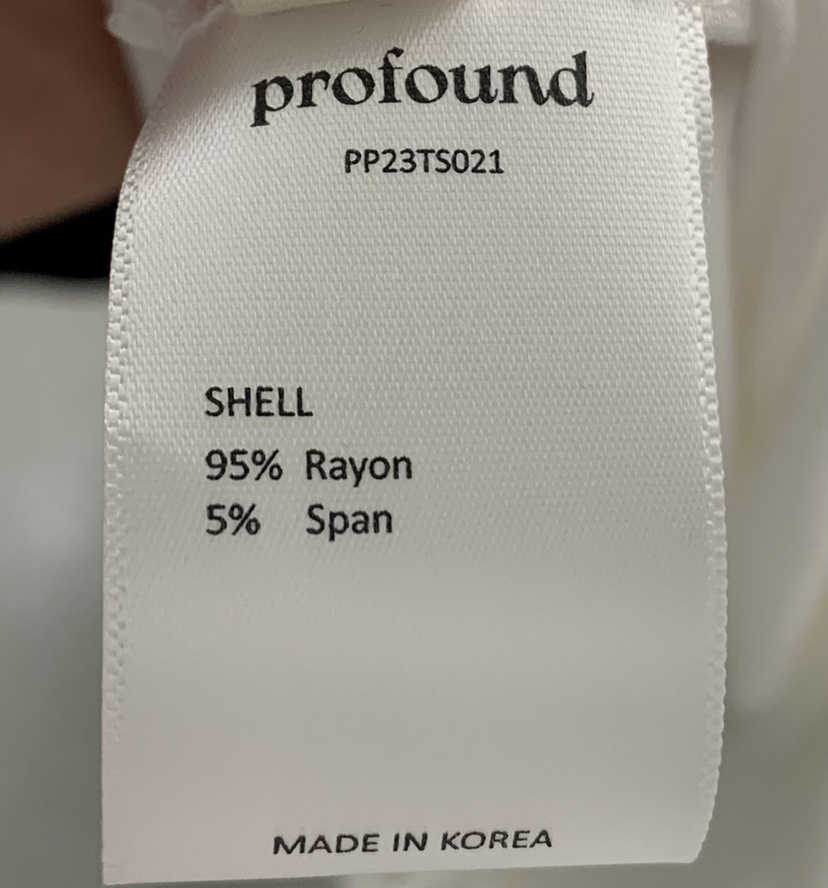 profound
PP23TS021
SHELL
95% Rayon
5% Span
MADE IN KOREA